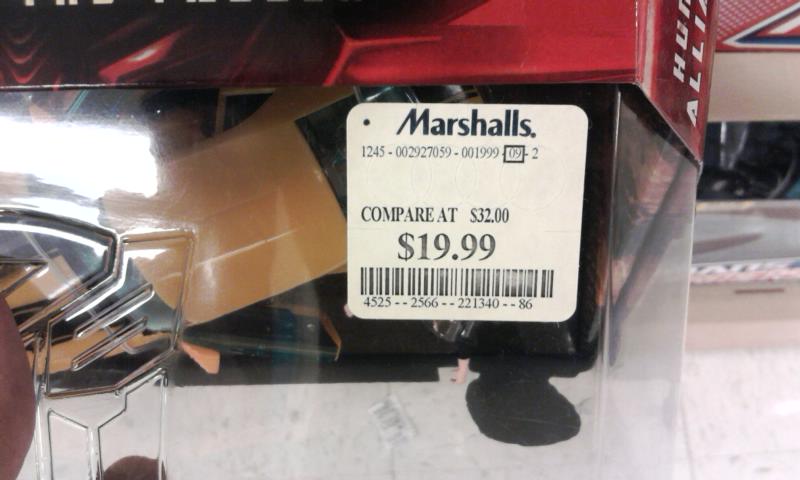 Marshalls.
1245 - 002927059 - 001999 - 09 - 2
COMPARE AT $32.00
$19.99
4525 - - 2566 - - 221340 - - 86